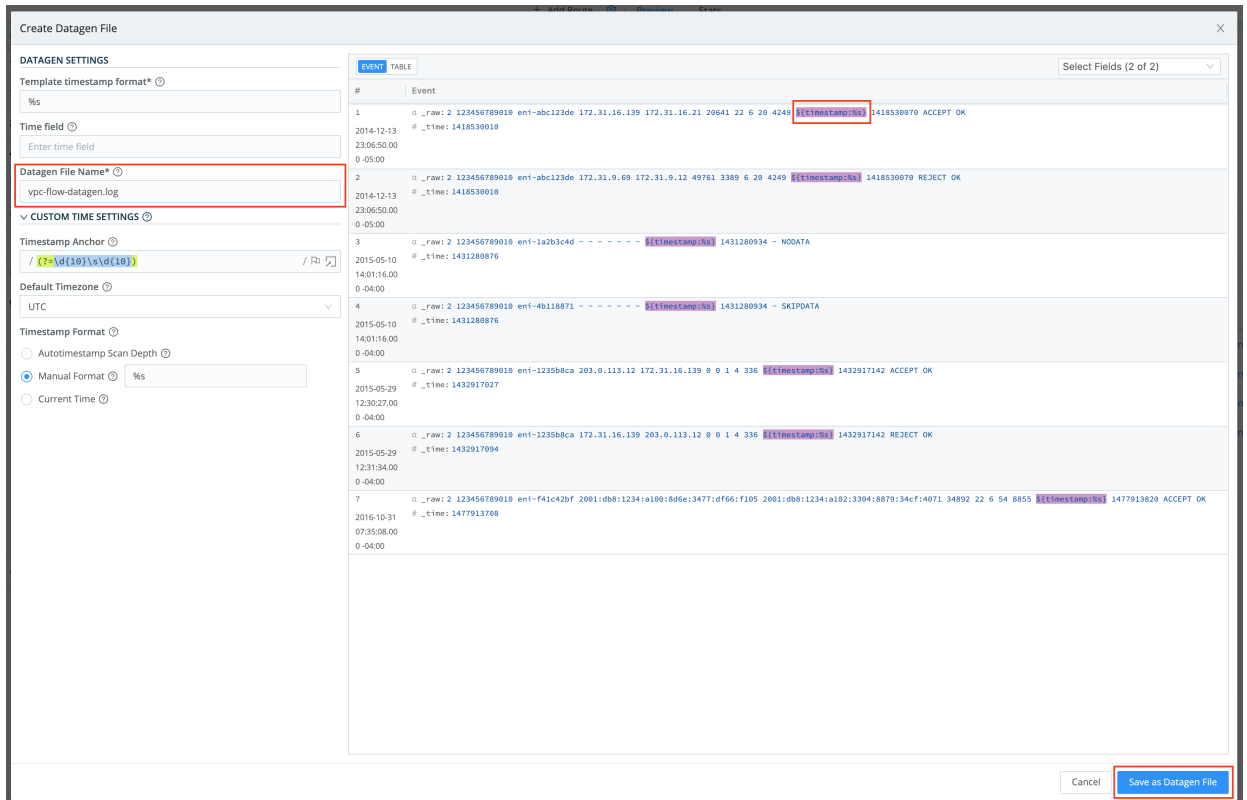 + Add Route Preview Stats
Create Datagen File
DATAGEN SETTINGS
Template timestamp format*
%s
Time field
Enter time field
Datagen File Name*
vpc-flow-datagen.log
CUSTOM TIME SETTINGS
Timestamp Anchor
/ (?=\d{10}\s\d{10}) /
Default Timezone
UTC
Timestamp Format
Autotimestamp Scan Depth
Manual Format %s
Current Time
EVENT TABLE
Select Fields (2 of 2)
# Event
1 α _raw: 2 123456789010 eni-abc123de 172.31.16.139 172.31.16.21 20641 22 6 20 4249 ${timestamp:%s} 1418530070 ACCEPT OK
2014-12-13 # _time: 1418530010
23:06:50.00
0 -05:00
2 α _raw: 2 123456789010 eni-abc123de 172.31.9.69 172.31.9.12 49761 3389 6 20 4249 ${timestamp:%s} 1418530070 REJECT OK
2014-12-13 # _time: 1418530010
23:06:50.00
0 -05:00
3 α _raw: 2 123456789010 eni-1a2b3c4d - - - - - - - ${timestamp:%s} 1431280934 - NODATA
2015-05-10 # _time: 1431280876
14:01:16.00
0 -04:00
4 α _raw: 2 123456789010 eni-4b118871 - - - - - - - ${timestamp:%s} 1431280934 - SKIPDATA
2015-05-10 # _time: 1431280876
14:01:16.00
0 -04:00
5 α _raw: 2 123456789010 eni-1235b8ca 203.0.113.12 172.31.16.139 0 0 1 4 336 ${timestamp:%s} 1432917142 ACCEPT OK
2015-05-29 # _time: 1432917027
12:30:27.00
0 -04:00
6 α _raw: 2 123456789010 eni-1235b8ca 172.31.16.139 203.0.113.12 0 0 1 4 336 ${timestamp:%s} 1432917142 REJECT OK
2015-05-29 # _time: 1432917094
12:31:34.00
0 -04:00
7 α _raw: 2 123456789010 eni-f41c42bf 2001:db8:1234:a100:8d6e:3477:df66:f105 2001:db8:1234:a102:3304:8879:34cf:4071 34892 22 6 54 8855 ${timestamp:%s} 1477913820 ACCEPT OK
2016-10-31 # _time: 1477913708
07:35:08.00
0 -04:00
Cancel
Save as Datagen File